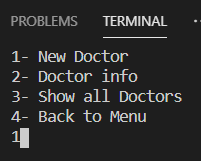 PROBLEMS TERMINAL ...
1- New Doctor
2- Doctor info
3- Show all Doctors
4- Back to Menu
1